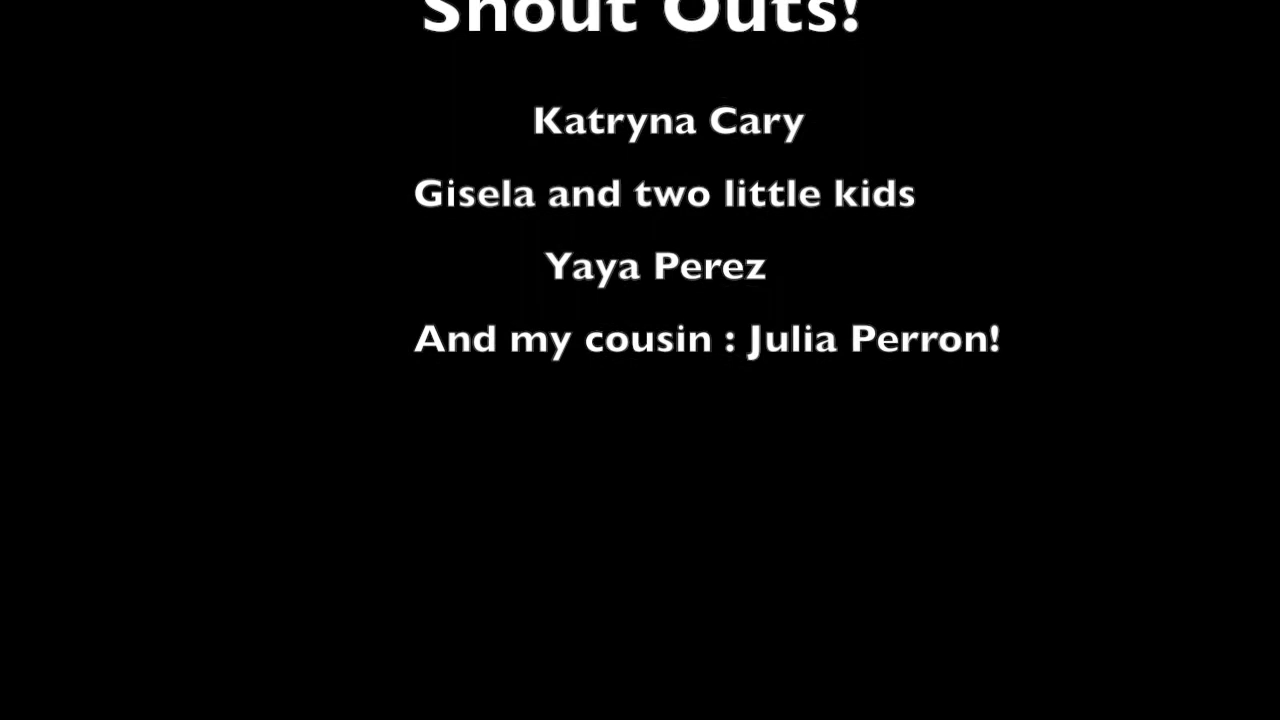 Shout Outs!
Katryna Cary
Gisela and two little kids
Yaya Perez
And my cousin : Julia Perron!